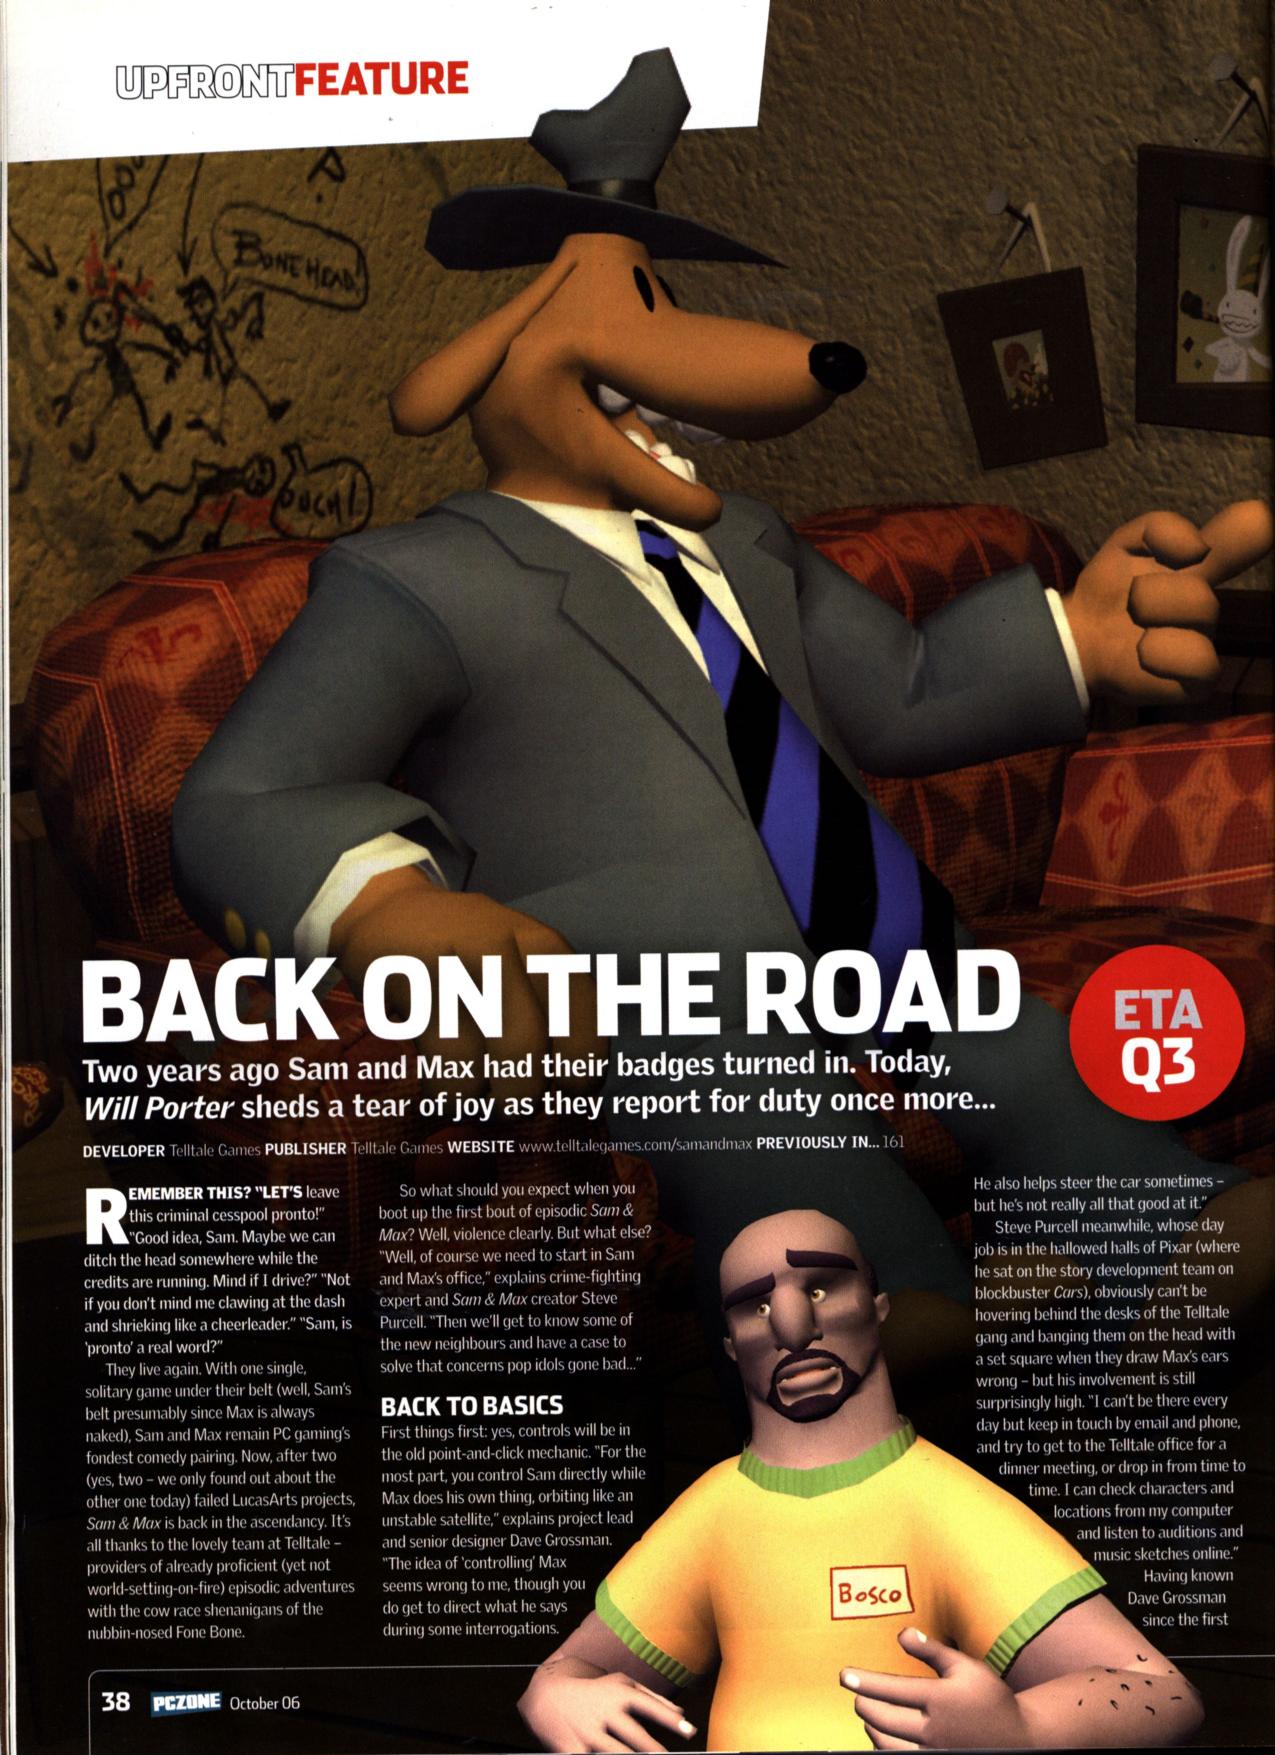 UPFRONTFEATURE
BONEHEAD!
OUCH!
BACK ON THE ROAD
ETA
Q3
Two years ago Sam and Max had their badges turned in. Today,
Will Porter sheds a tear of joy as they report for duty once more...
DEVELOPER Telltale Games PUBLISHER Telltale Games WEBSITE www.telltalegames.com/samandmax PREVIOUSLY IN... 161
REMEMBER THIS? "LET'S leave
this criminal cesspool pronto!"
"Good idea, Sam. Maybe we can
ditch the head somewhere while the
credits are running. Mind if I drive?" "Not
if you don't mind me clawing at the dash
and shrieking like a cheerleader." "Sam, is
'pronto' a real word?"
They live again. With one single,
solitary game under their belt (well, Sam's
belt presumably since Max is always
naked), Sam and Max remain PC gaming's
fondest comedy pairing. Now, after two
(yes, two – we only found out about the
other one today) failed LucasArts projects,
Sam & Max is back in the ascendancy. It's
all thanks to the lovely team at Telltale –
providers of already proficient (yet not
world-setting-on-fire) episodic adventures
with the cow race shenanigans of the
nubbin-nosed Fone Bone.
So what should you expect when you
boot up the first bout of episodic Sam &
Max? Well, violence clearly. But what else?
"Well, of course we need to start in Sam
and Max's office," explains crime-fighting
expert and Sam & Max creator Steve
Purcell. "Then we'll get to know some of
the new neighbours and have a case to
solve that concerns pop idols gone bad..."
BACK TO BASICS
First things first: yes, controls will be in
the old point-and-click mechanic. "For the
most part, you control Sam directly while
Max does his own thing, orbiting like an
unstable satellite," explains project lead
and senior designer Dave Grossman.
"The idea of 'controlling' Max
seems wrong to me, though you
do get to direct what he says
during some interrogations.
He also helps steer the car sometimes –
but he's not really all that good at it."
Steve Purcell meanwhile, whose day
job is in the hallowed halls of Pixar (where
he sat on the story development team on
blockbuster Cars), obviously can't be
hovering behind the desks of the Telltale
gang and banging them on the head with
a set square when they draw Max's ears
wrong – but his involvement is still
surprisingly high. "I can't be there every
day but keep in touch by email and phone,
and try to get to the Telltale office for a
dinner meeting, or drop in from time to
time. I can check characters and
locations from my computer
and listen to auditions and
music sketches online."
Having known
Dave Grossman
since the first
BOSCO
38 PCZONE October 06